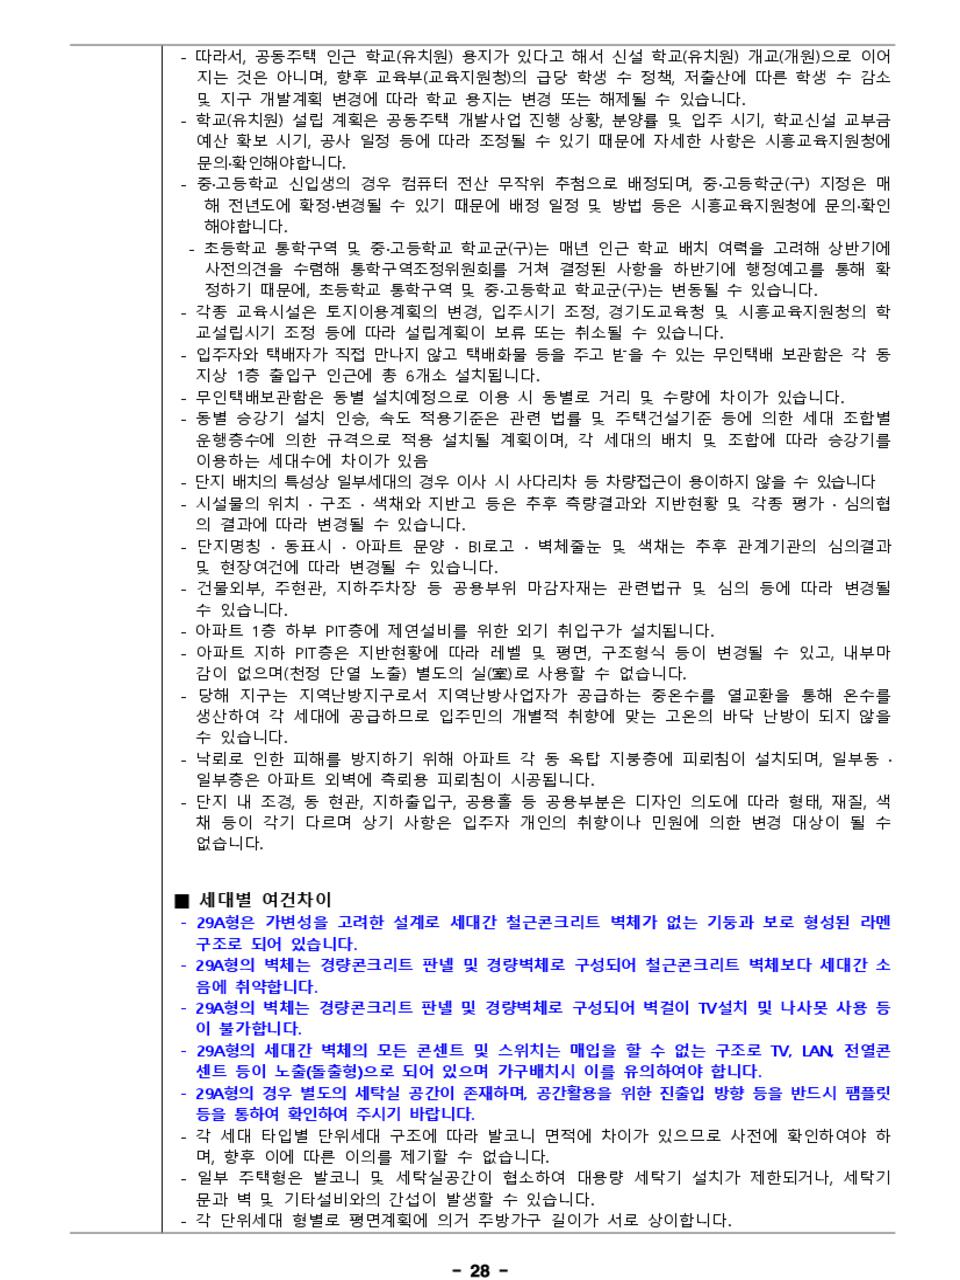 - 따라서, 공동주택 인근 학교(유치원) 용지가 있다고 해서 신설 학교(유치원) 개교(개원)으로 이어
지는 것은 아니며, 향후 교육부(교육지원청)의 급당 학생 수 정책, 저출산에 따른 학생 수 감소
및 지구 개발계획 변경에 따라 학교 용지는 변경 또는 해제될 수 있습니다.
- 학교(유치원) 설립 계획은 공동주택 개발사업 진행 상황, 분양률 및 입주 시기, 학교신설 교부금
예산 확보 시기, 공사 일정 등에 따라 조정될 수 있기 때문에 자세한 사항은 시흥교육지원청에
문의·확인해야합니다.
- 중·고등학교 신입생의 경우 컴퓨터 전산 무작위 추첨으로 배정되며, 중·고등학군(구) 지정은 매
해 전년도에 확정·변경될 수 있기 때문에 배정 일정 및 방법 등은 시흥교육지원청에 문의·확인
해야합니다.
- 초등학교 통학구역 및 중·고등학교 학교군(구)는 매년 인근 학교 배치 여력을 고려해 상반기에
사전의견을 수렴해 통학구역조정위원회를 거쳐 결정된 사항을 하반기에 행정예고를 통해 확
정하기 때문에, 초등학교 통학구역 및 중·고등학교 학교군(구)는 변동될 수 있습니다.
- 각종 교육시설은 토지이용계획의 변경, 입주시기 조정, 경기도교육청 및 시흥교육지원청의 학
교설립시기 조정 등에 따라 설립계획이 보류 또는 취소될 수 있습니다.
- 입주자와 택배자가 직접 만나지 않고 택배화물 등을 주고 받을 수 있는 무인택배 보관함은 각 동
지상 1층 출입구 인근에 총 6개소 설치됩니다.
- 무인택배보관함은 동별 설치예정으로 이용 시 동별로 거리 및 수량에 차이가 있습니다.
- 동별 승강기 설치 인승, 속도 적용기준은 관련 법률 및 주택건설기준 등에 의한 세대 조합별
운행층수에 의한 규격으로 적용 설치될 계획이며, 각 세대의 배치 및 조합에 따라 승강기를
이용하는 세대수에 차이가 있음
- 단지 배치의 특성상 일부세대의 경우 이사 시 사다리차 등 차량접근이 용이하지 않을 수 있습니다
- 시설물의 위치 · 구조 · 색채와 지반고 등은 추후 측량결과와 지반현황 및 각종 평가 · 심의협
의 결과에 따라 변경될 수 있습니다.
- 단지명칭 · 동표시 · 아파트 문양 · BI로고 · 벽체줄눈 및 색채는 추후 관계기관의 심의결과
및 현장여건에 따라 변경될 수 있습니다.
- 건물외부, 주현관, 지하주차장 등 공용부위 마감자재는 관련법규 및 심의 등에 따라 변경될
수 있습니다.
- 아파트 1층 하부 PIT층에 제연설비를 위한 외기 취입구가 설치됩니다.
- 아파트 지하 PIT층은 지반현황에 따라 레벨 및 평면, 구조형식 등이 변경될 수 있고, 내부마
감이 없으며(천정 단열 노출) 별도의 실(室)로 사용할 수 없습니다.
- 당해 지구는 지역난방지구로서 지역난방사업자가 공급하는 중온수를 열교환을 통해 온수를
생산하여 각 세대에 공급하므로 입주민의 개별적 취향에 맞는 고온의 바닥 난방이 되지 않을
수 있습니다.
- 낙뢰로 인한 피해를 방지하기 위해 아파트 각 동 옥탑 지붕층에 피뢰침이 설치되며, 일부동 ·
일부층은 아파트 외벽에 측뢰용 피뢰침이 시공됩니다.
- 단지 내 조경, 동 현관, 지하출입구, 공용홀 등 공용부분은 디자인 의도에 따라 형태, 재질, 색
채 등이 각기 다르며 상기 사항은 입주자 개인의 취향이나 민원에 의한 변경 대상이 될 수
없습니다.
■ 세대별 여건차이
- 29A형은 가변성을 고려한 설계로 세대간 철근콘크리트 벽체가 없는 기둥과 보로 형성된 라멘
구조로 되어 있습니다.
- 29A형의 벽체는 경량콘크리트 판넬 및 경량벽체로 구성되어 철근콘크리트 벽체보다 세대간 소
음에 취약합니다.
- 29A형의 벽체는 경량콘크리트 판넬 및 경량벽체로 구성되어 벽걸이 TV설치 및 나사못 사용 등
이 불가합니다.
- 29A형의 세대간 벽체의 모든 콘센트 및 스위치는 매입을 할 수 없는 구조로 TV, LAN, 전열콘
센트 등이 노출(돌출형)으로 되어 있으며 가구배치시 이를 유의하여야 합니다.
- 29A형의 경우 별도의 세탁실 공간이 존재하며, 공간활용을 위한 진출입 방향 등을 반드시 팸플릿
등을 통하여 확인하여 주시기 바랍니다.
- 각 세대 타입별 단위세대 구조에 따라 발코니 면적에 차이가 있으므로 사전에 확인하여야 하
며, 향후 이에 따른 이의를 제기할 수 없습니다.
- 일부 주택형은 발코니 및 세탁실공간이 협소하여 대용량 세탁기 설치가 제한되거나, 세탁기
문과 벽 및 기타설비와의 간섭이 발생할 수 있습니다.
- 각 단위세대 형별로 평면계획에 의거 주방가구 길이가 서로 상이합니다.
- 28 -